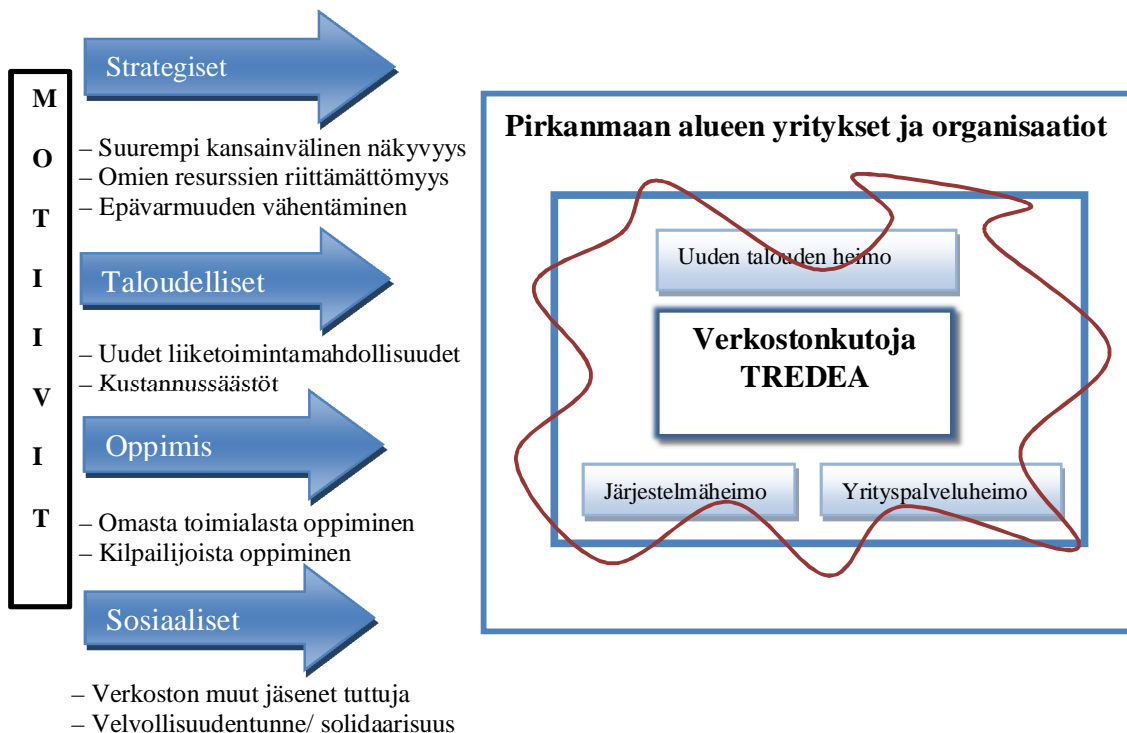 MOTIIVIT
Strategiset
– Suurempi kansainvälinen näkyvyys
– Omien resurssien riittämättömyys
– Epävarmuuden vähentäminen
Taloudelliset
– Uudet liiketoimintamahdollisuudet
– Kustannussäästöt
Oppimis
– Omasta toimialasta oppiminen
– Kilpailijoista oppiminen
Sosiaaliset
– Verkoston muut jäsenet tuttuja
– Velvollisuudentunne/ solidaarisuus
Pirkanmaan alueen yritykset ja organisaatiot
Uuden talouden heimo
Verkostonkutoja
TREDEA
Järjestelmäheimo
Yrityspalveluheimo